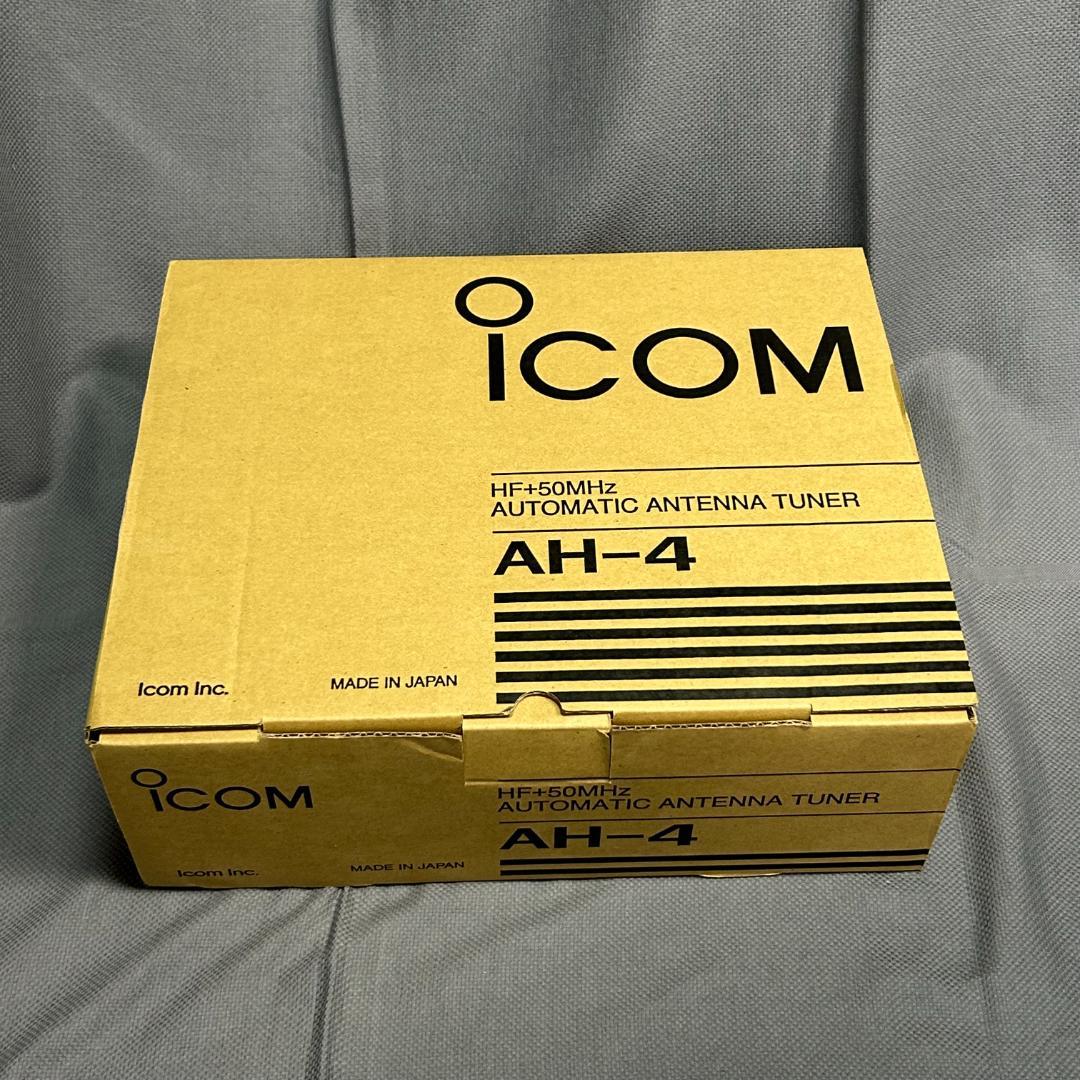 ICOM
HF+50MHz
AUTOMATIC ANTENNA TUNER
AH-4
Icom Inc.
MADE IN JAPAN
ICOM
HF+50MHz
AUTOMATIC ANTENNA TUNER
AH-4
Icom Inc.
MADE IN JAPAN